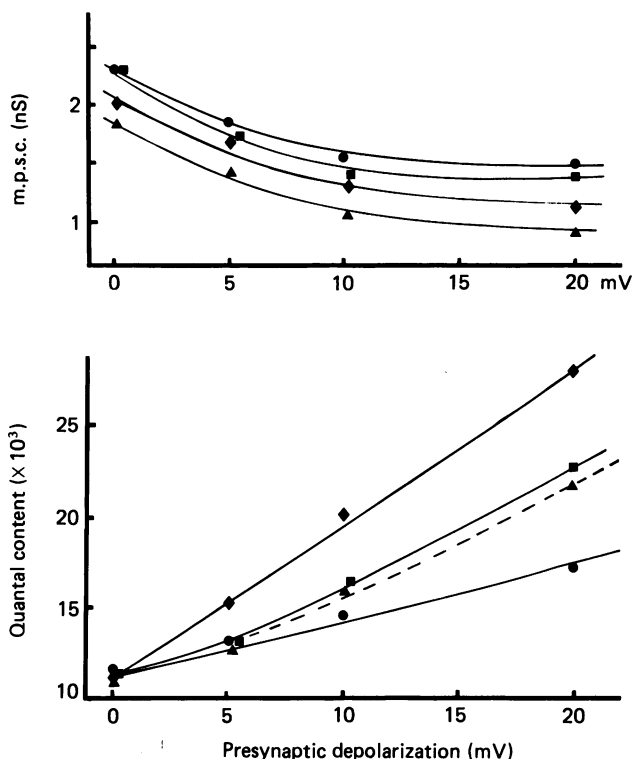 m.p.s.c. (nS)
2
1
0 5 10 15 20 mV
Quantal content (× 10³)
25
20
15
10
0 5 10 15 20
Presynaptic depolarization (mV)